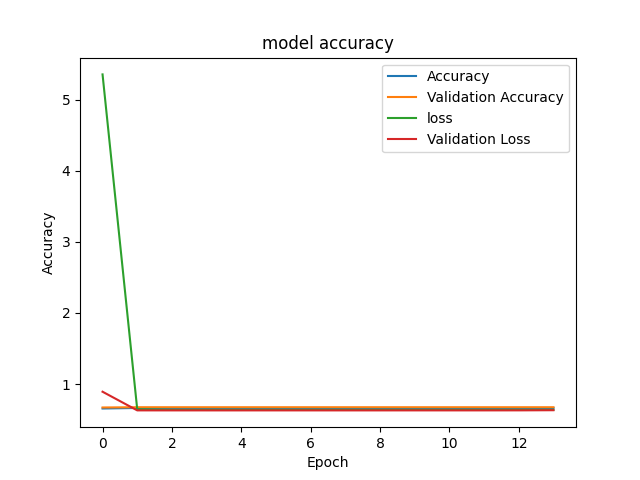 model accuracy
Accuracy
Validation Accuracy
loss
Validation Loss
5
4
3
2
1
Accuracy
0 2 4 6 8 10 12
Epoch